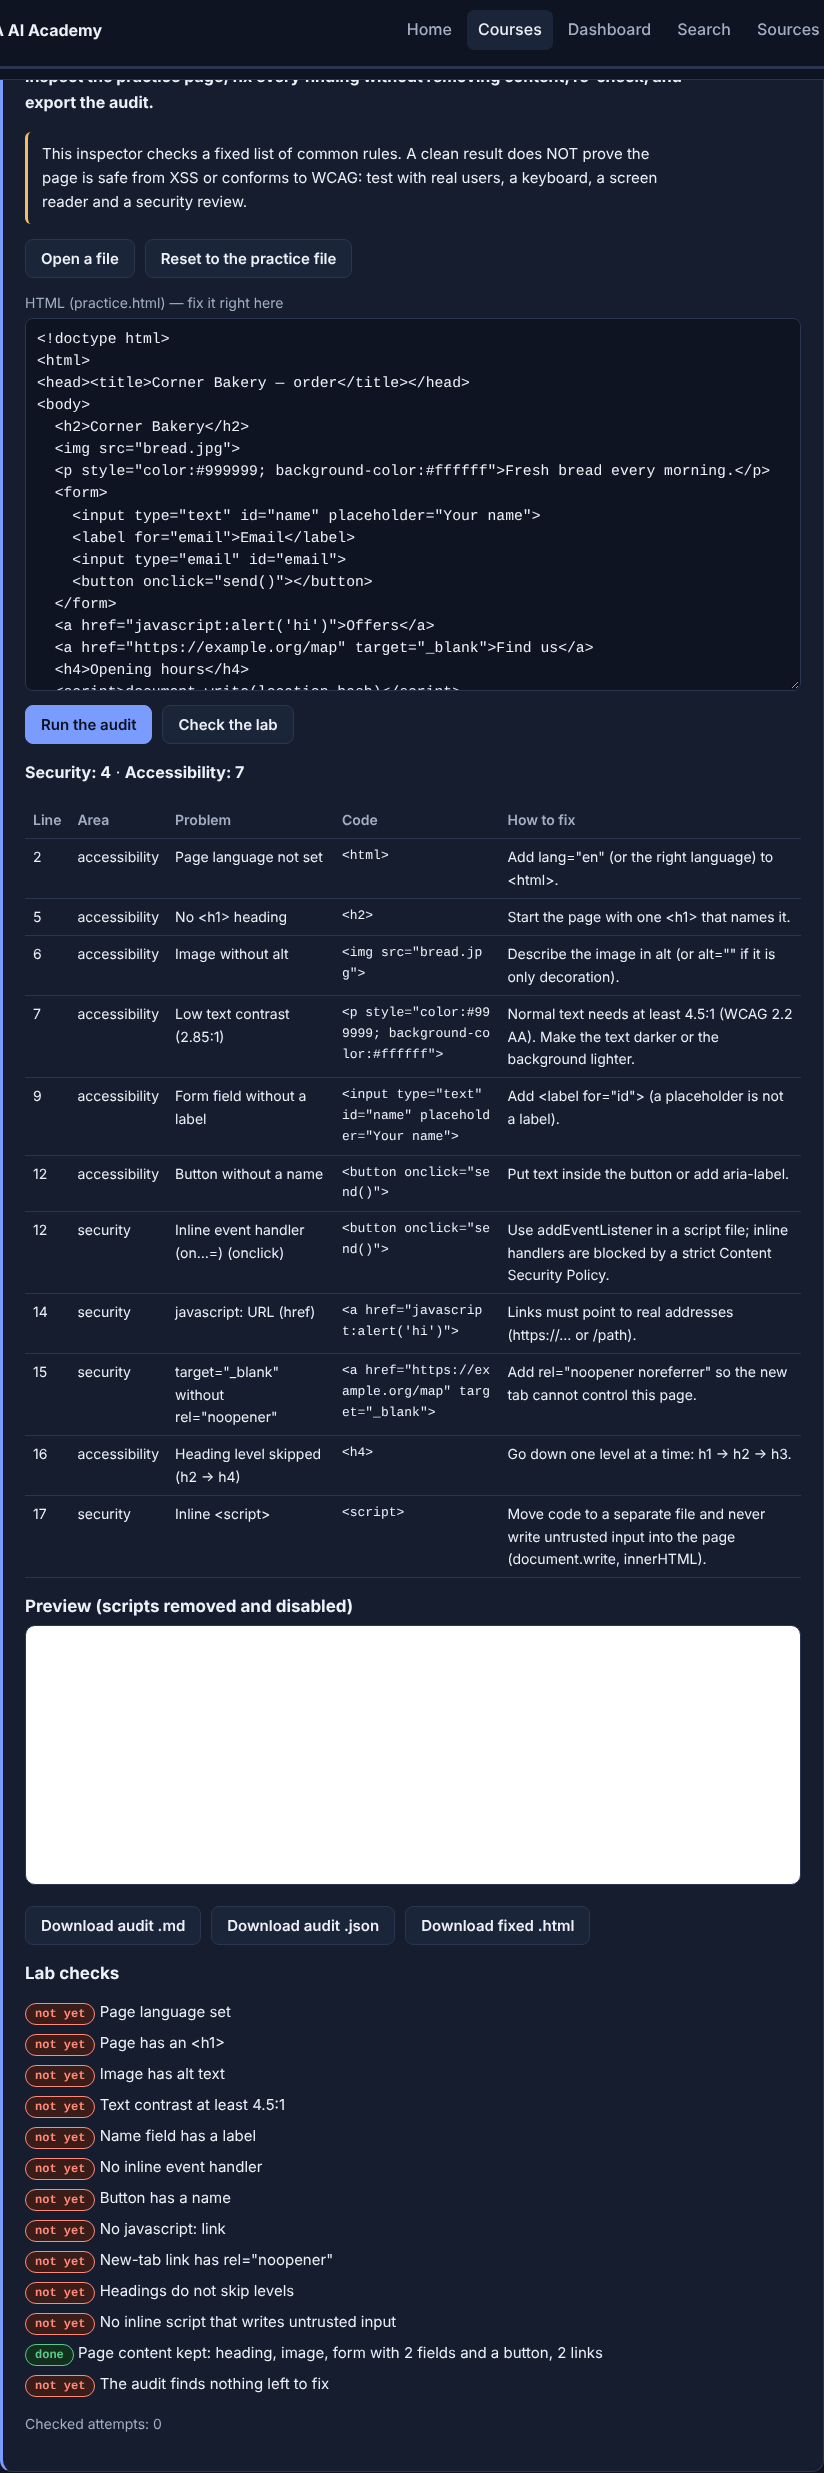 AI Academy
Home Courses Dashboard Search Sources
Inspect the practice page, fix every finding without removing content, re-check, and
export the audit.
This inspector checks a fixed list of common rules. A clean result does NOT prove the
page is safe from XSS or conforms to WCAG: test with real users, a keyboard, a screen
reader and a security review.
Open a file Reset to the practice file
HTML (practice.html) — fix it right here
<!doctype html>
<html>
<head><title>Corner Bakery — order</title></head>
<body>
<h2>Corner Bakery</h2>
<img src="bread.jpg">
<p style="color:#999999; background-color:#ffffff">Fresh bread every morning.</p>
<form>
<input type="text" id="name" placeholder="Your name">
<label for="email">Email</label>
<input type="email" id="email">
<button onclick="send()"></button>
</form>
<a href="javascript:alert('hi')">Offers</a>
<a href="https://example.org/map" target="_blank">Find us</a>
<h4>Opening hours</h4>
<script>document.write(location.hash)</script>
Run the audit Check the lab
Security: 4 · Accessibility: 7
Line Area Problem Code How to fix
2 accessibility Page language not set <html> Add lang="en" (or the right language) to
<html>.
5 accessibility No <h1> heading <h2> Start the page with one <h1> that names it.
6 accessibility Image without alt <img src="bread.jp Describe the image in alt (or alt="" if it is
g"> only decoration).
7 accessibility Low text contrast <p style="color:#99 Normal text needs at least 4.5:1 (WCAG 2.2
(2.85:1) 9999; background-co AA). Make the text darker or the
lor:#ffffff"> background lighter.
9 accessibility Form field without a <input type="text" Add <label for="id"> (a placeholder is not
label id="name" placehold a label).
er="Your name">
12 accessibility Button without a name <button onclick="se Put text inside the button or add aria-label.
nd()">
12 security Inline event handler <button onclick="se Use addEventListener in a script file; inline
(on...=) (onclick) nd()"> handlers are blocked by a strict Content
Security Policy.
14 security javascript: URL (href) <a href="javascrip Links must point to real addresses
t:alert('hi')"> (https://... or /path).
15 security target="_blank" <a href="https://ex Add rel="noopener noreferrer" so the new
without ample.org/map" targ tab cannot control this page.
rel="noopener" et="_blank">
16 accessibility Heading level skipped <h4> Go down one level at a time: h1 → h2 → h3.
(h2 → h4)
17 security Inline <script> <script> Move code to a separate file and never
write untrusted input into the page
(document.write, innerHTML).
Preview (scripts removed and disabled)
Download audit .md Download audit .json Download fixed .html
Lab checks
not yet Page language set
not yet Page has an <h1>
not yet Image has alt text
not yet Text contrast at least 4.5:1
not yet Name field has a label
not yet No inline event handler
not yet Button has a name
not yet No javascript: link
not yet New-tab link has rel="noopener"
not yet Headings do not skip levels
not yet No inline script that writes untrusted input
done Page content kept: heading, image, form with 2 fields and a button, 2 links
not yet The audit finds nothing left to fix
Checked attempts: 0